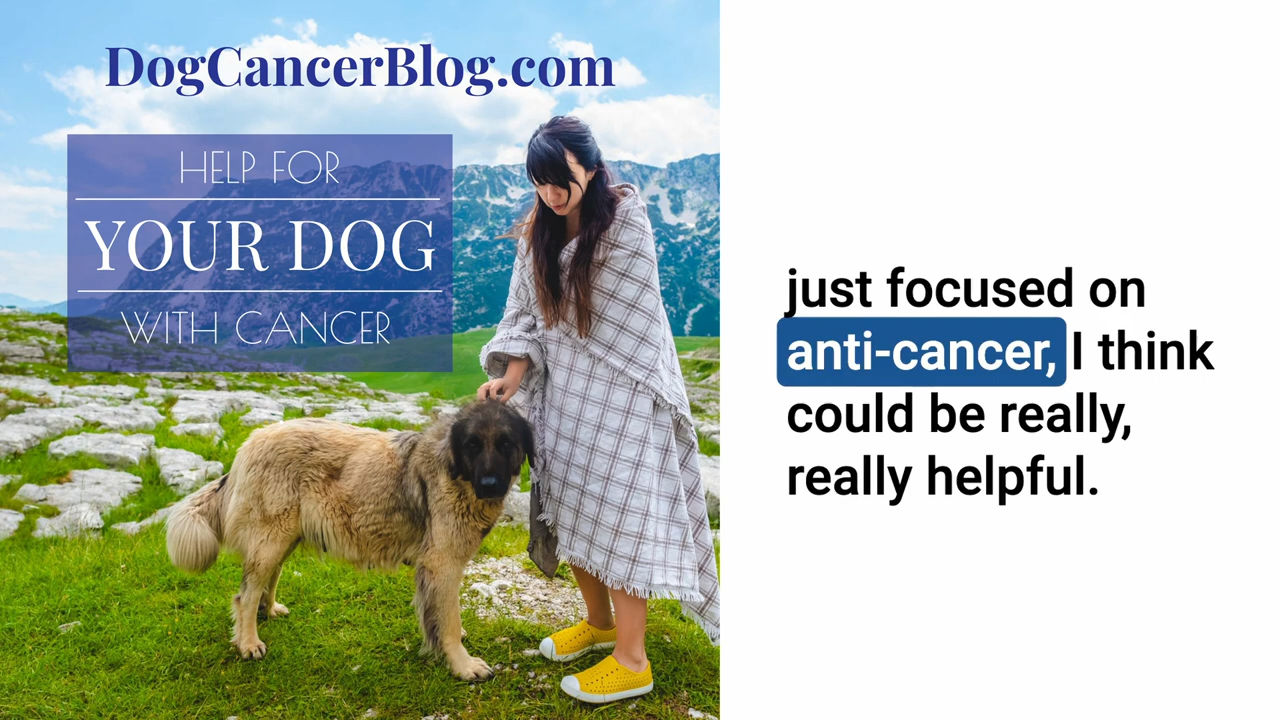 DogCancerBlog.com
HELP FOR
YOUR DOG
WITH CANCER
just focused on
anti-cancer, I think
could be really,
really helpful.